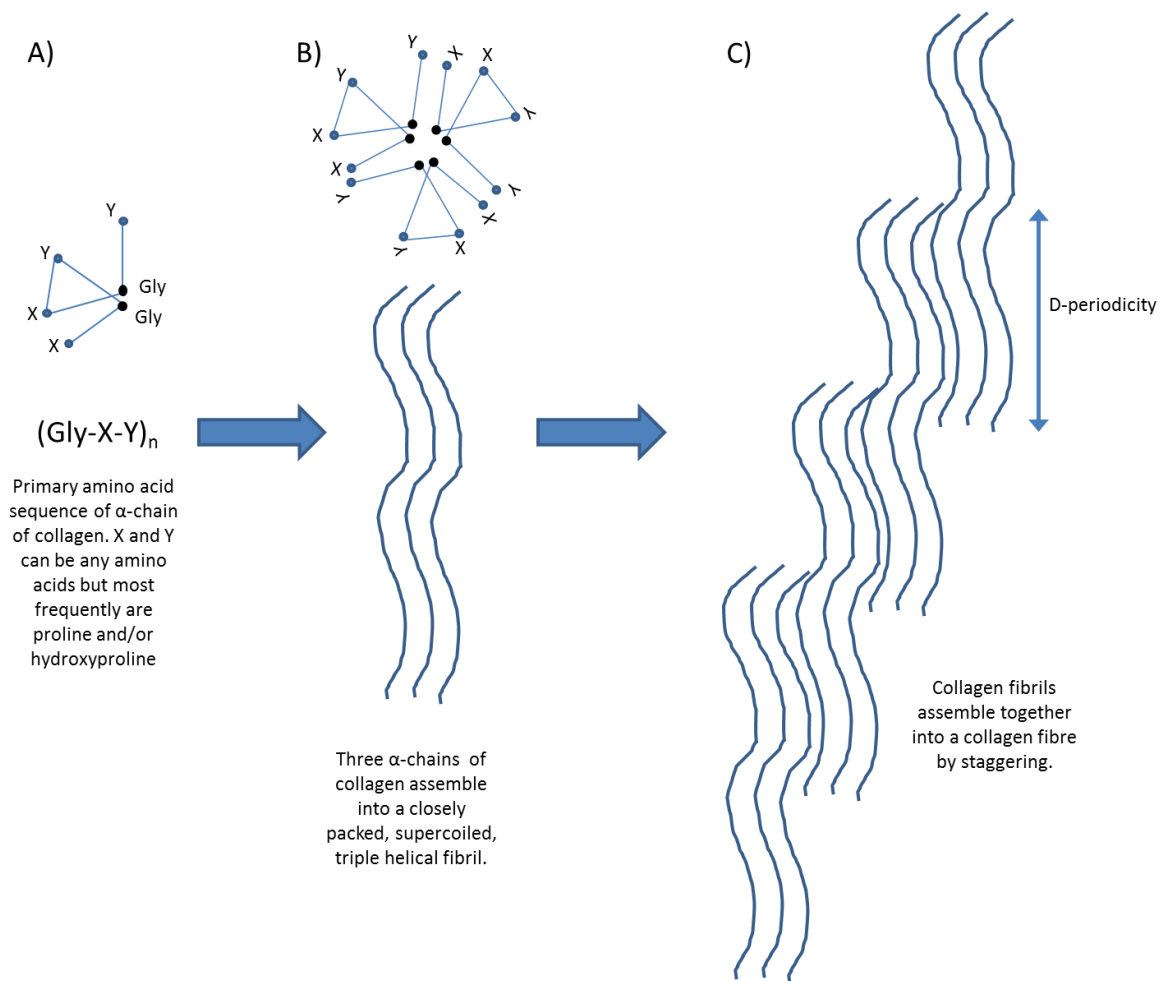 A)
Y
Y
Gly
X
Gly
X
(Gly-X-Y)n
Primary amino acid
sequence of α-chain
of collagen. X and Y
can be any amino
acids but most
frequently are
proline and/or
hydroxyproline
B)
Y
X
X
Y
Y
X
X
Y
Y
X
Y
X
Three α-chains of
collagen assemble
into a closely
packed, supercoiled,
triple helical fibril.
C)
D-periodicity
Collagen fibrils
assemble together
into a collagen fibre
by staggering.